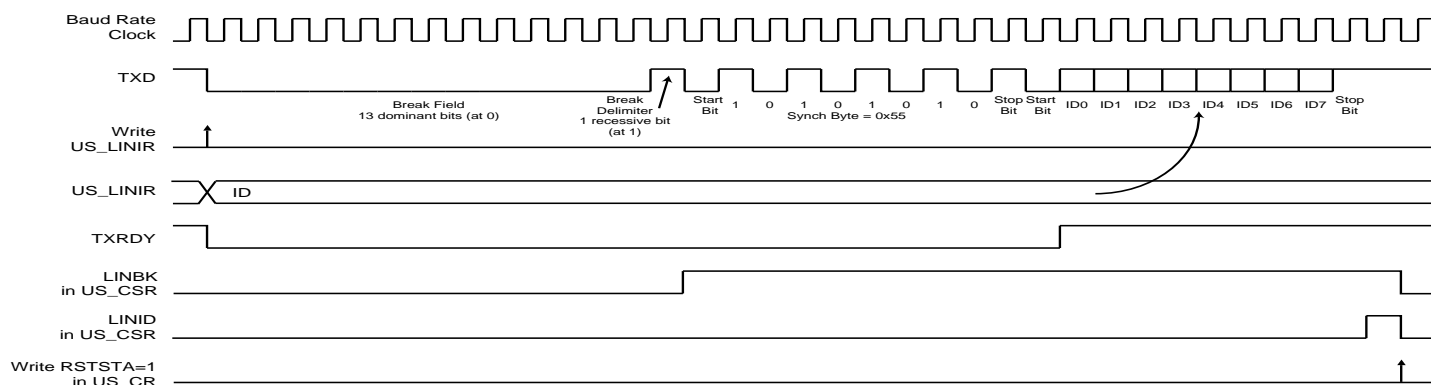 Baud Rate
Clock
TXD
Break Field
13 dominant bits (at 0)
Break
Delimiter
1 recessive bit
(at 1)
Start
Bit
1
0
1
0
1
0
1
0
Synch Byte = 0x55
Stop
Bit
Start
Bit
ID0
ID1
ID2
ID3
ID4
ID5
ID6
ID7
Stop
Bit
Write
US_LINIR
US_LINIR
ID
TXRDY
LINBK
in US_CSR
LINID
in US_CSR
Write RSTSTA=1
in US_CR